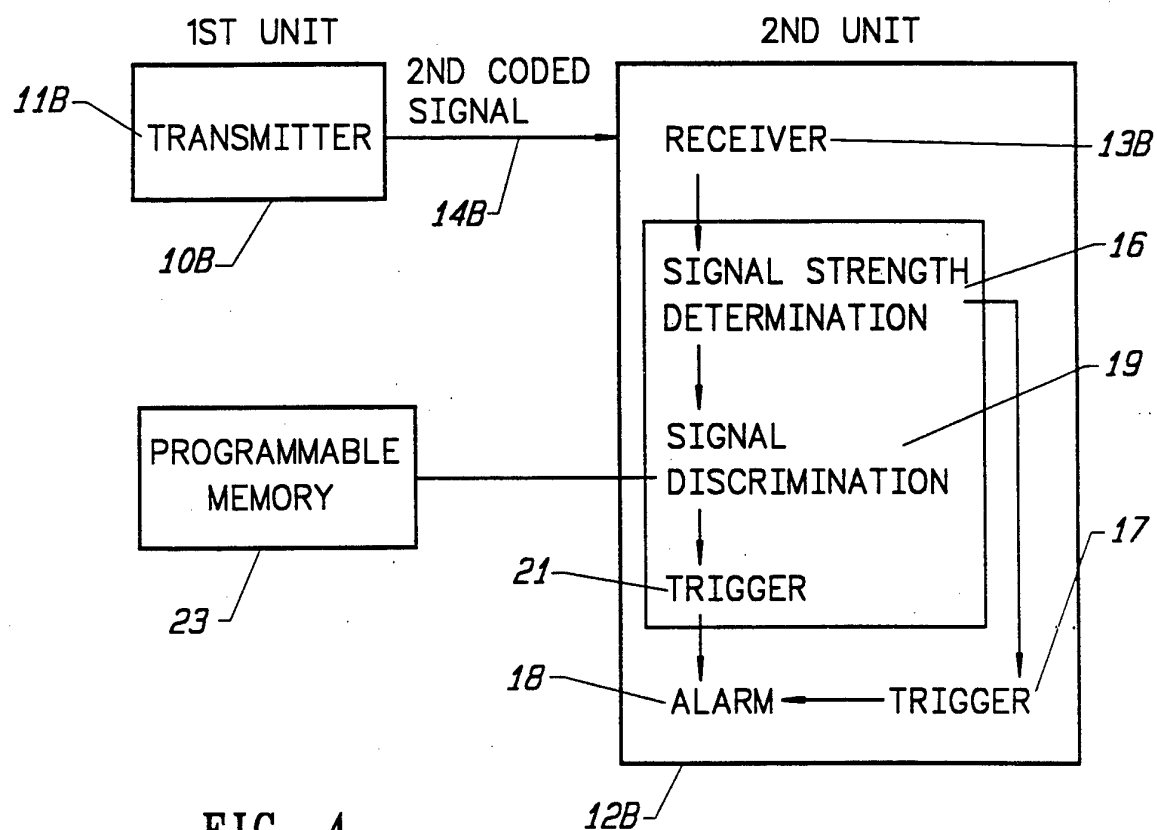 1ST UNIT
2ND UNIT
11B
TRANSMITTER
2ND CODED
SIGNAL
14B
10B
RECEIVER
13B
SIGNAL STRENGTH
DETERMINATION
16
19
SIGNAL
DISCRIMINATION
PROGRAMMABLE
MEMORY
23
21
TRIGGER
17
18
ALARM
TRIGGER
12B
FIG. 4